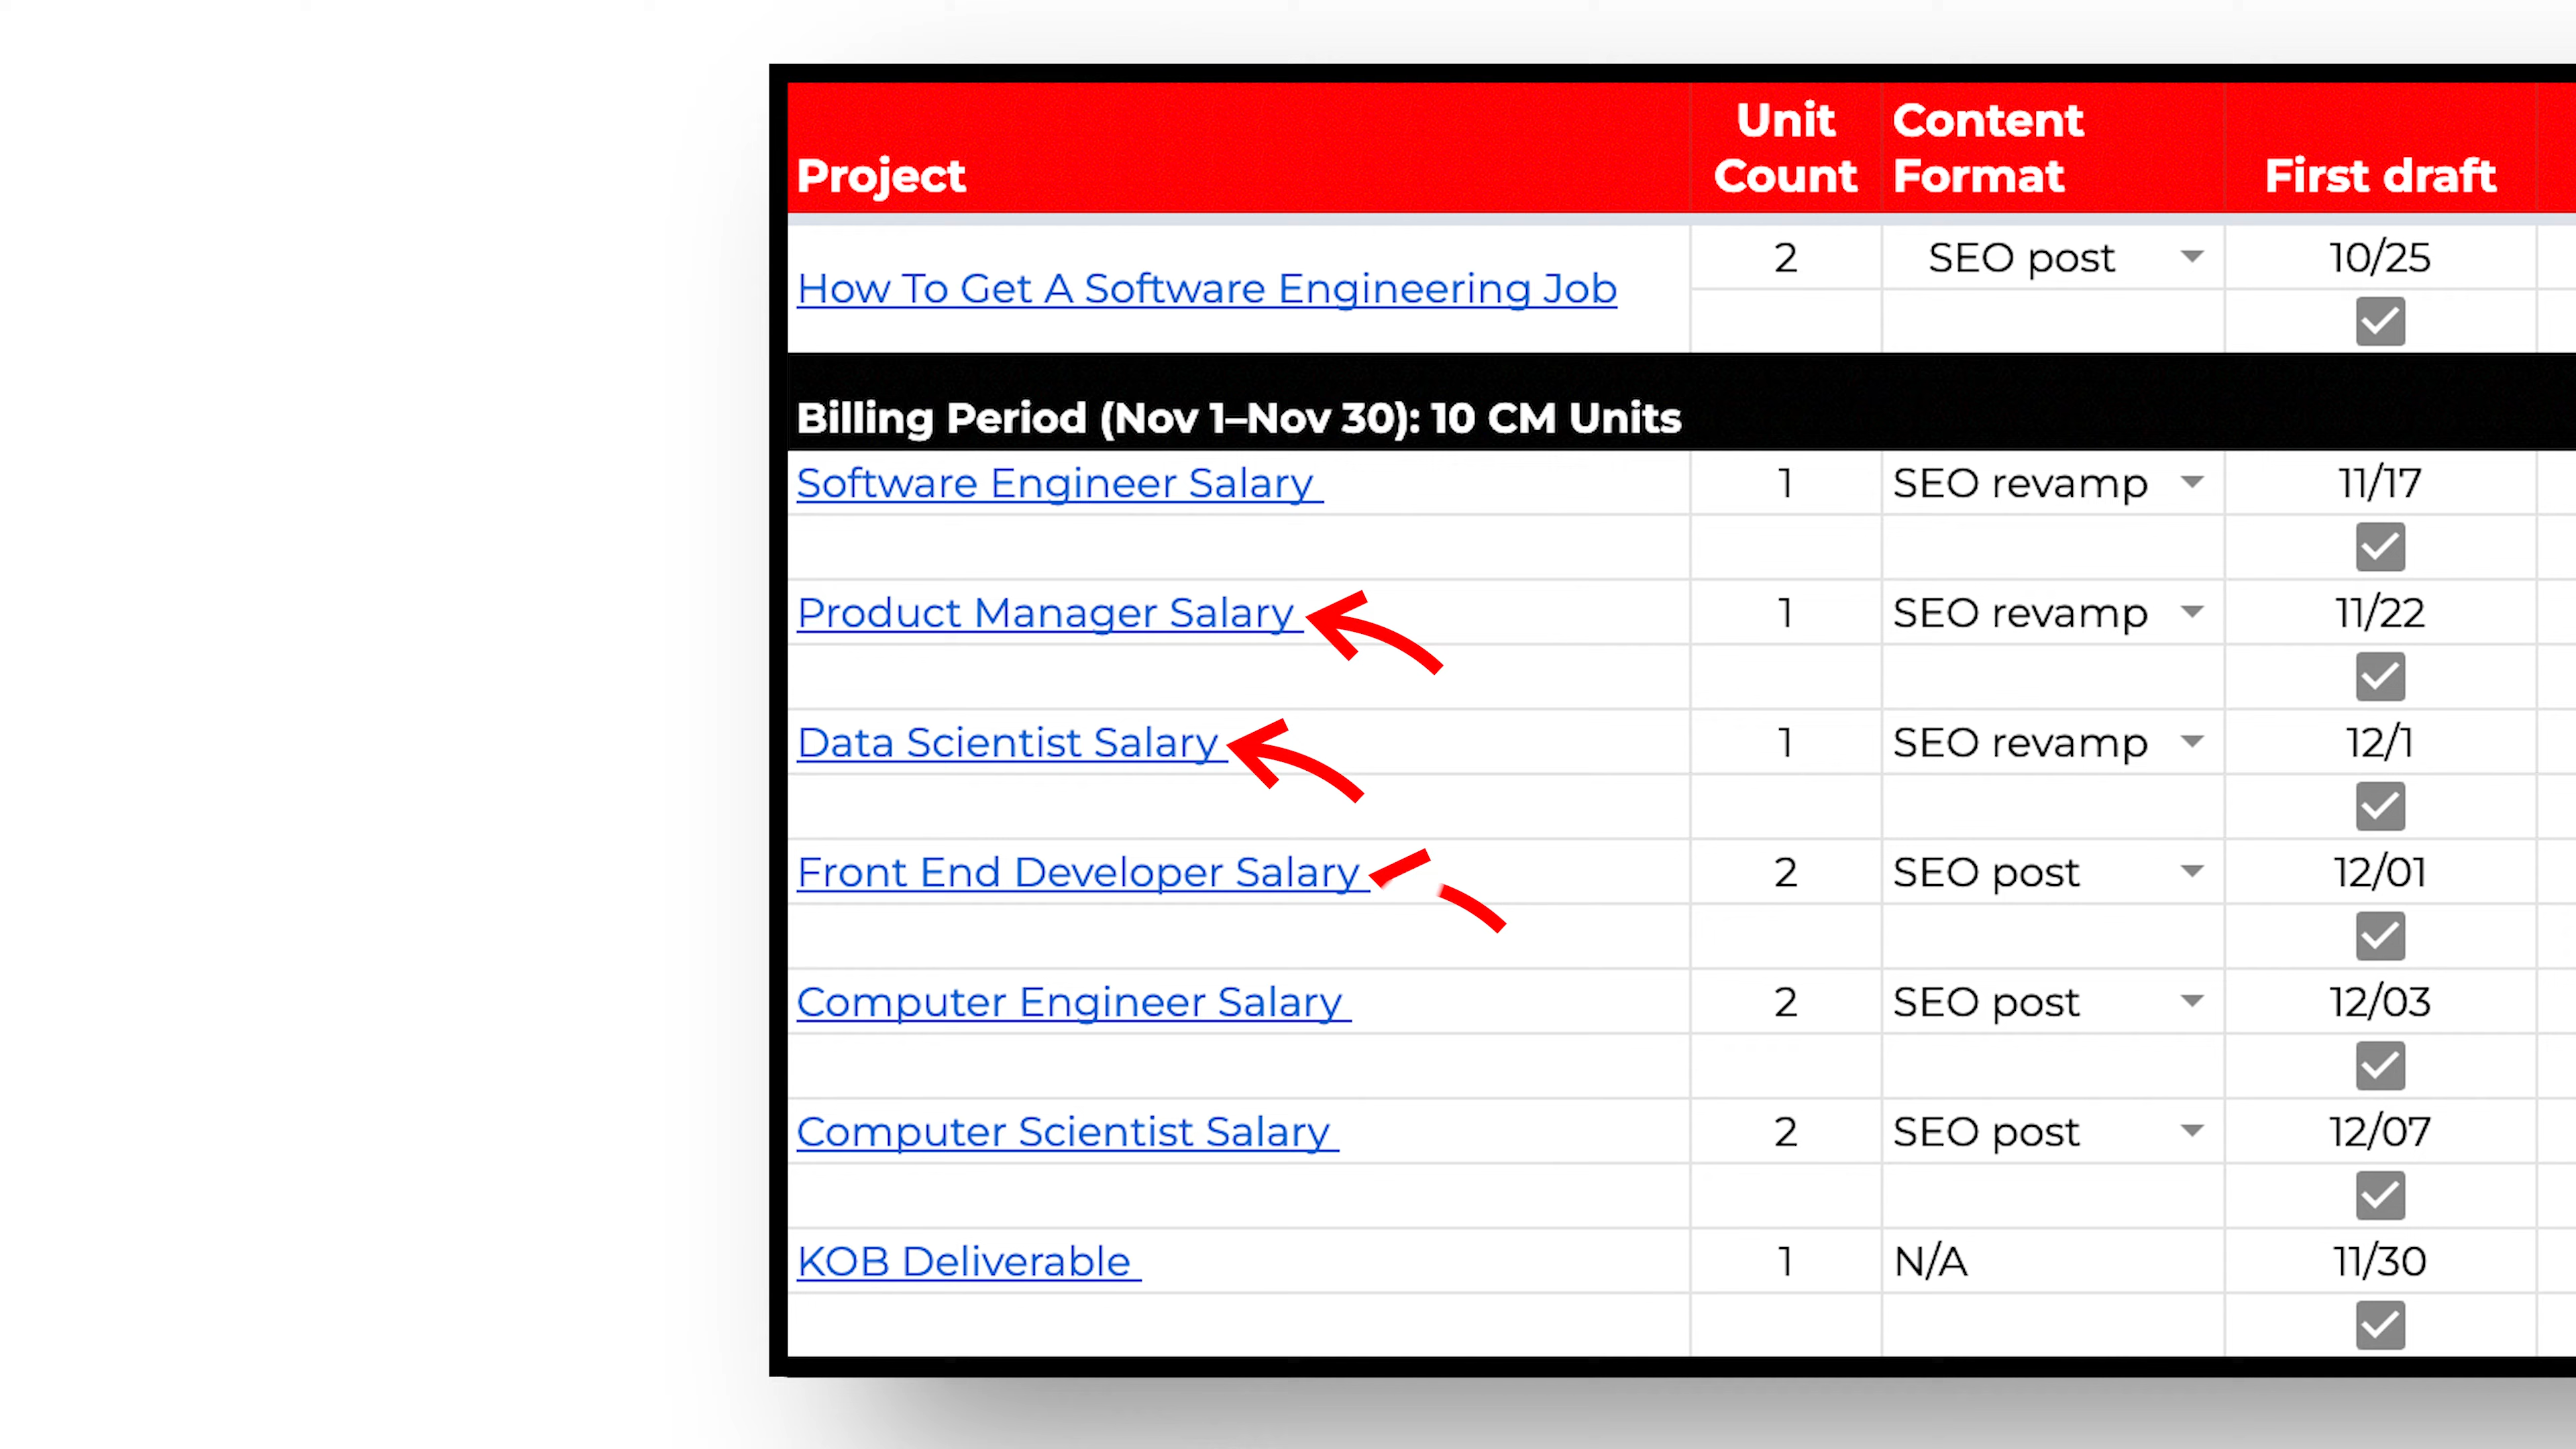 Project Unit Count Content Format First draft
How To Get A Software Engineering Job 2 SEO post 10/25
Billing Period (Nov 1–Nov 30): 10 CM Units
Software Engineer Salary 1 SEO revamp 11/17
Product Manager Salary 1 SEO revamp 11/22
Data Scientist Salary 1 SEO revamp 12/1
Front End Developer Salary 2 SEO post 12/01
Computer Engineer Salary 2 SEO post 12/03
Computer Scientist Salary 2 SEO post 12/07
KOB Deliverable 1 N/A 11/30